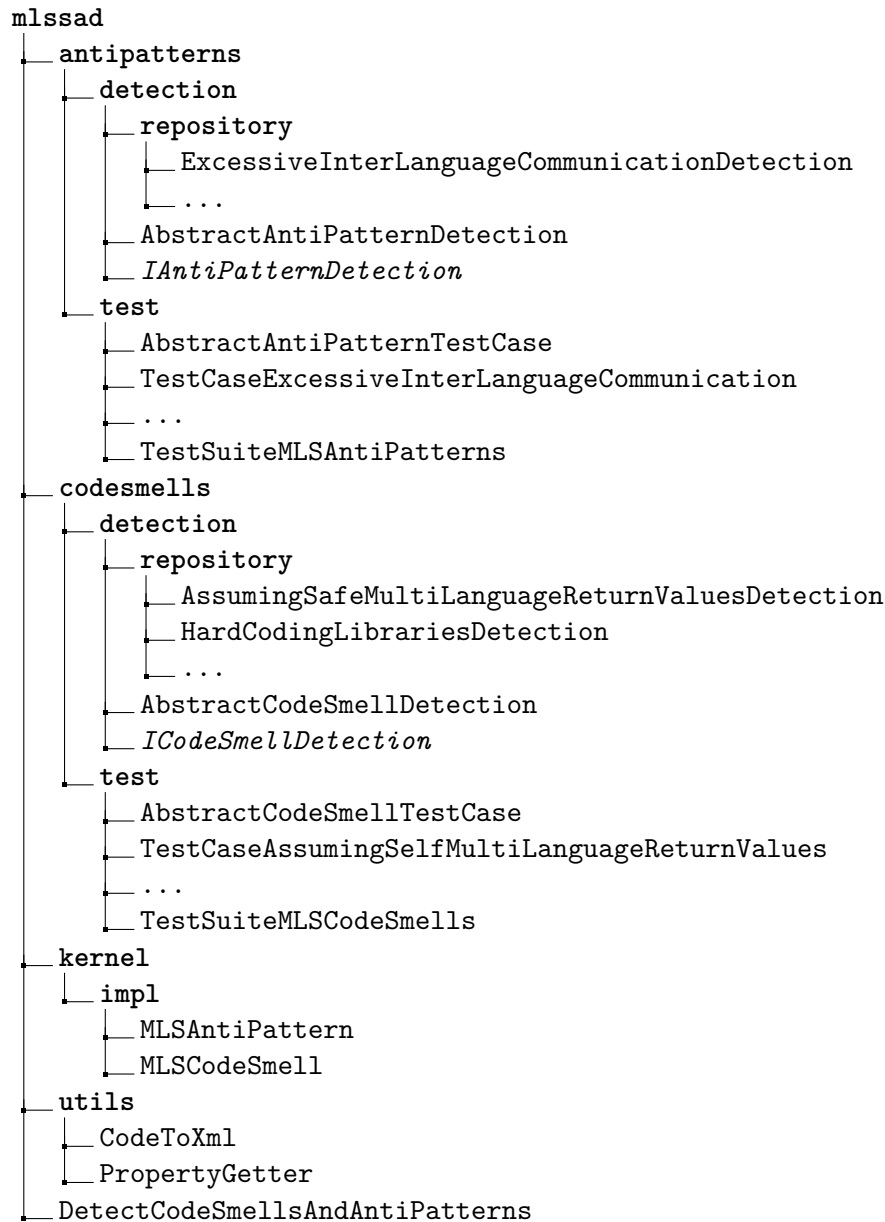 mlssad
antipatterns
detection
repository
ExcessiveInterLanguageCommunicationDetection
...
AbstractAntiPatternDetection
IAntiPatternDetection
test
AbstractAntiPatternTestCase
TestCaseExcessiveInterLanguageCommunication
...
TestSuiteMLSAntiPatterns
codesmells
detection
repository
AssumingSafeMultiLanguageReturnValuesDetection
HardCodingLibrariesDetection
...
AbstractCodeSmellDetection
ICodeSmellDetection
test
AbstractCodeSmellTestCase
TestCaseAssumingSelfMultiLanguageReturnValues
...
TestSuiteMLSCodeSmells
kernel
impl
MLSAntiPattern
MLSCodeSmell
utils
CodeToXml
PropertyGetter
DetectCodeSmellsAndAntiPatterns